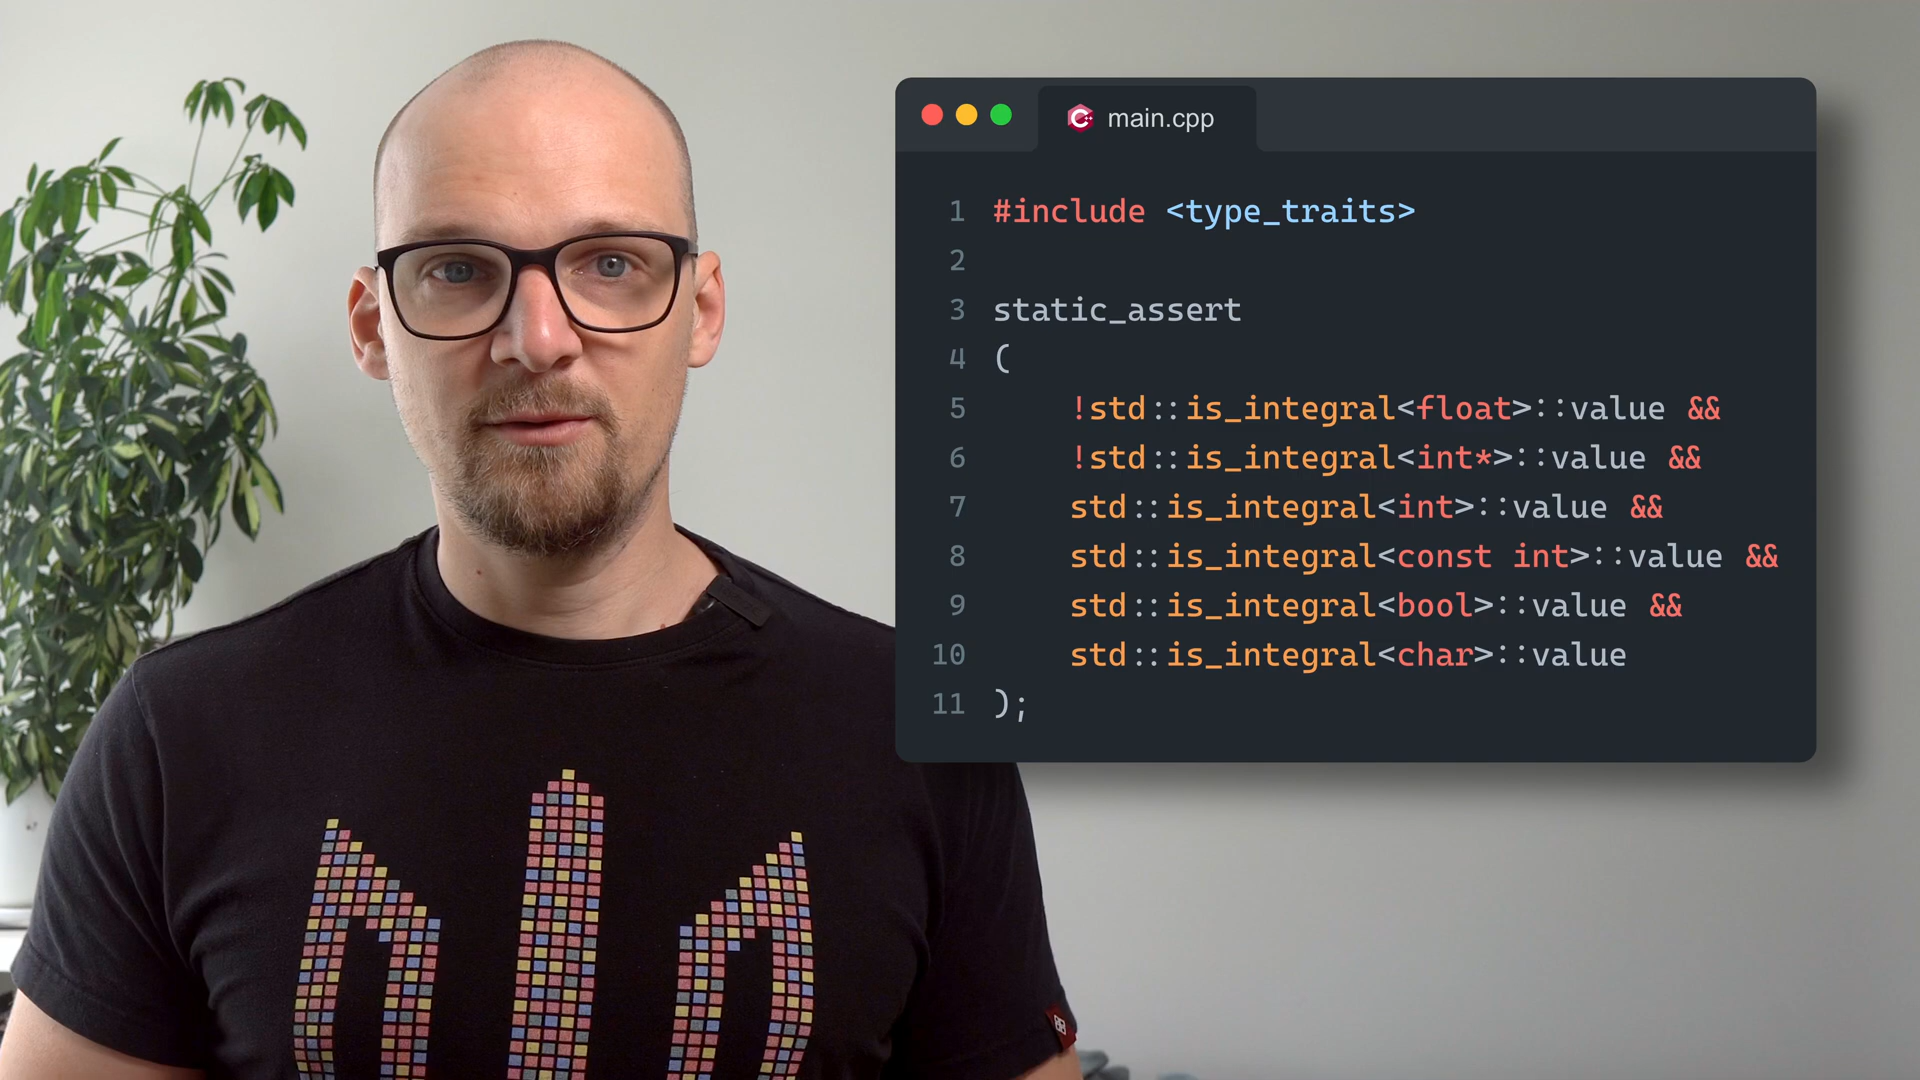 main.cpp
1 #include <type_traits>
2
3 static_assert
4 (
5 !std::is_integral<float>::value &&
6 !std::is_integral<int*>::value &&
7 std::is_integral<int>::value &&
8 std::is_integral<const int>::value &&
9 std::is_integral<bool>::value &&
10 std::is_integral<char>::value
11 );